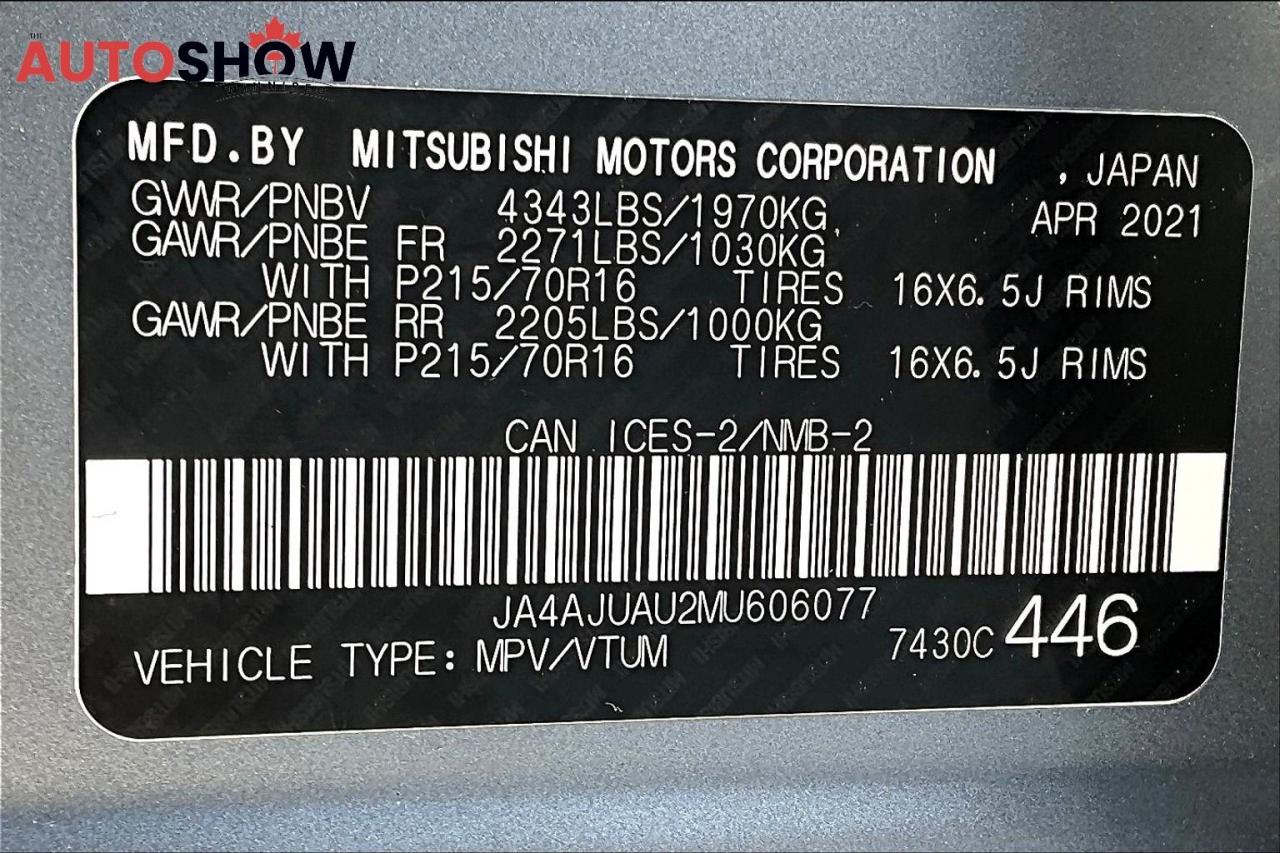 THE
AUTOSHOW
WINNIPEG
MFD.BY MITSUBISHI MOTORS CORPORATION , JAPAN
GVWR/PNBV 4343LBS/1970KG, APR 2021
GAWR/PNBE FR 2271LBS/1030KG
WITH P215/70R16 TIRES 16X6.5J RIMS
GAWR/PNBE RR 2205LBS/1000KG
WITH P215/70R16 TIRES 16X6.5J RIMS
CAN ICES-2/NMB-2
JA4AJUAU2MU606077
VEHICLE TYPE: MPV/VTUM 7430C 446